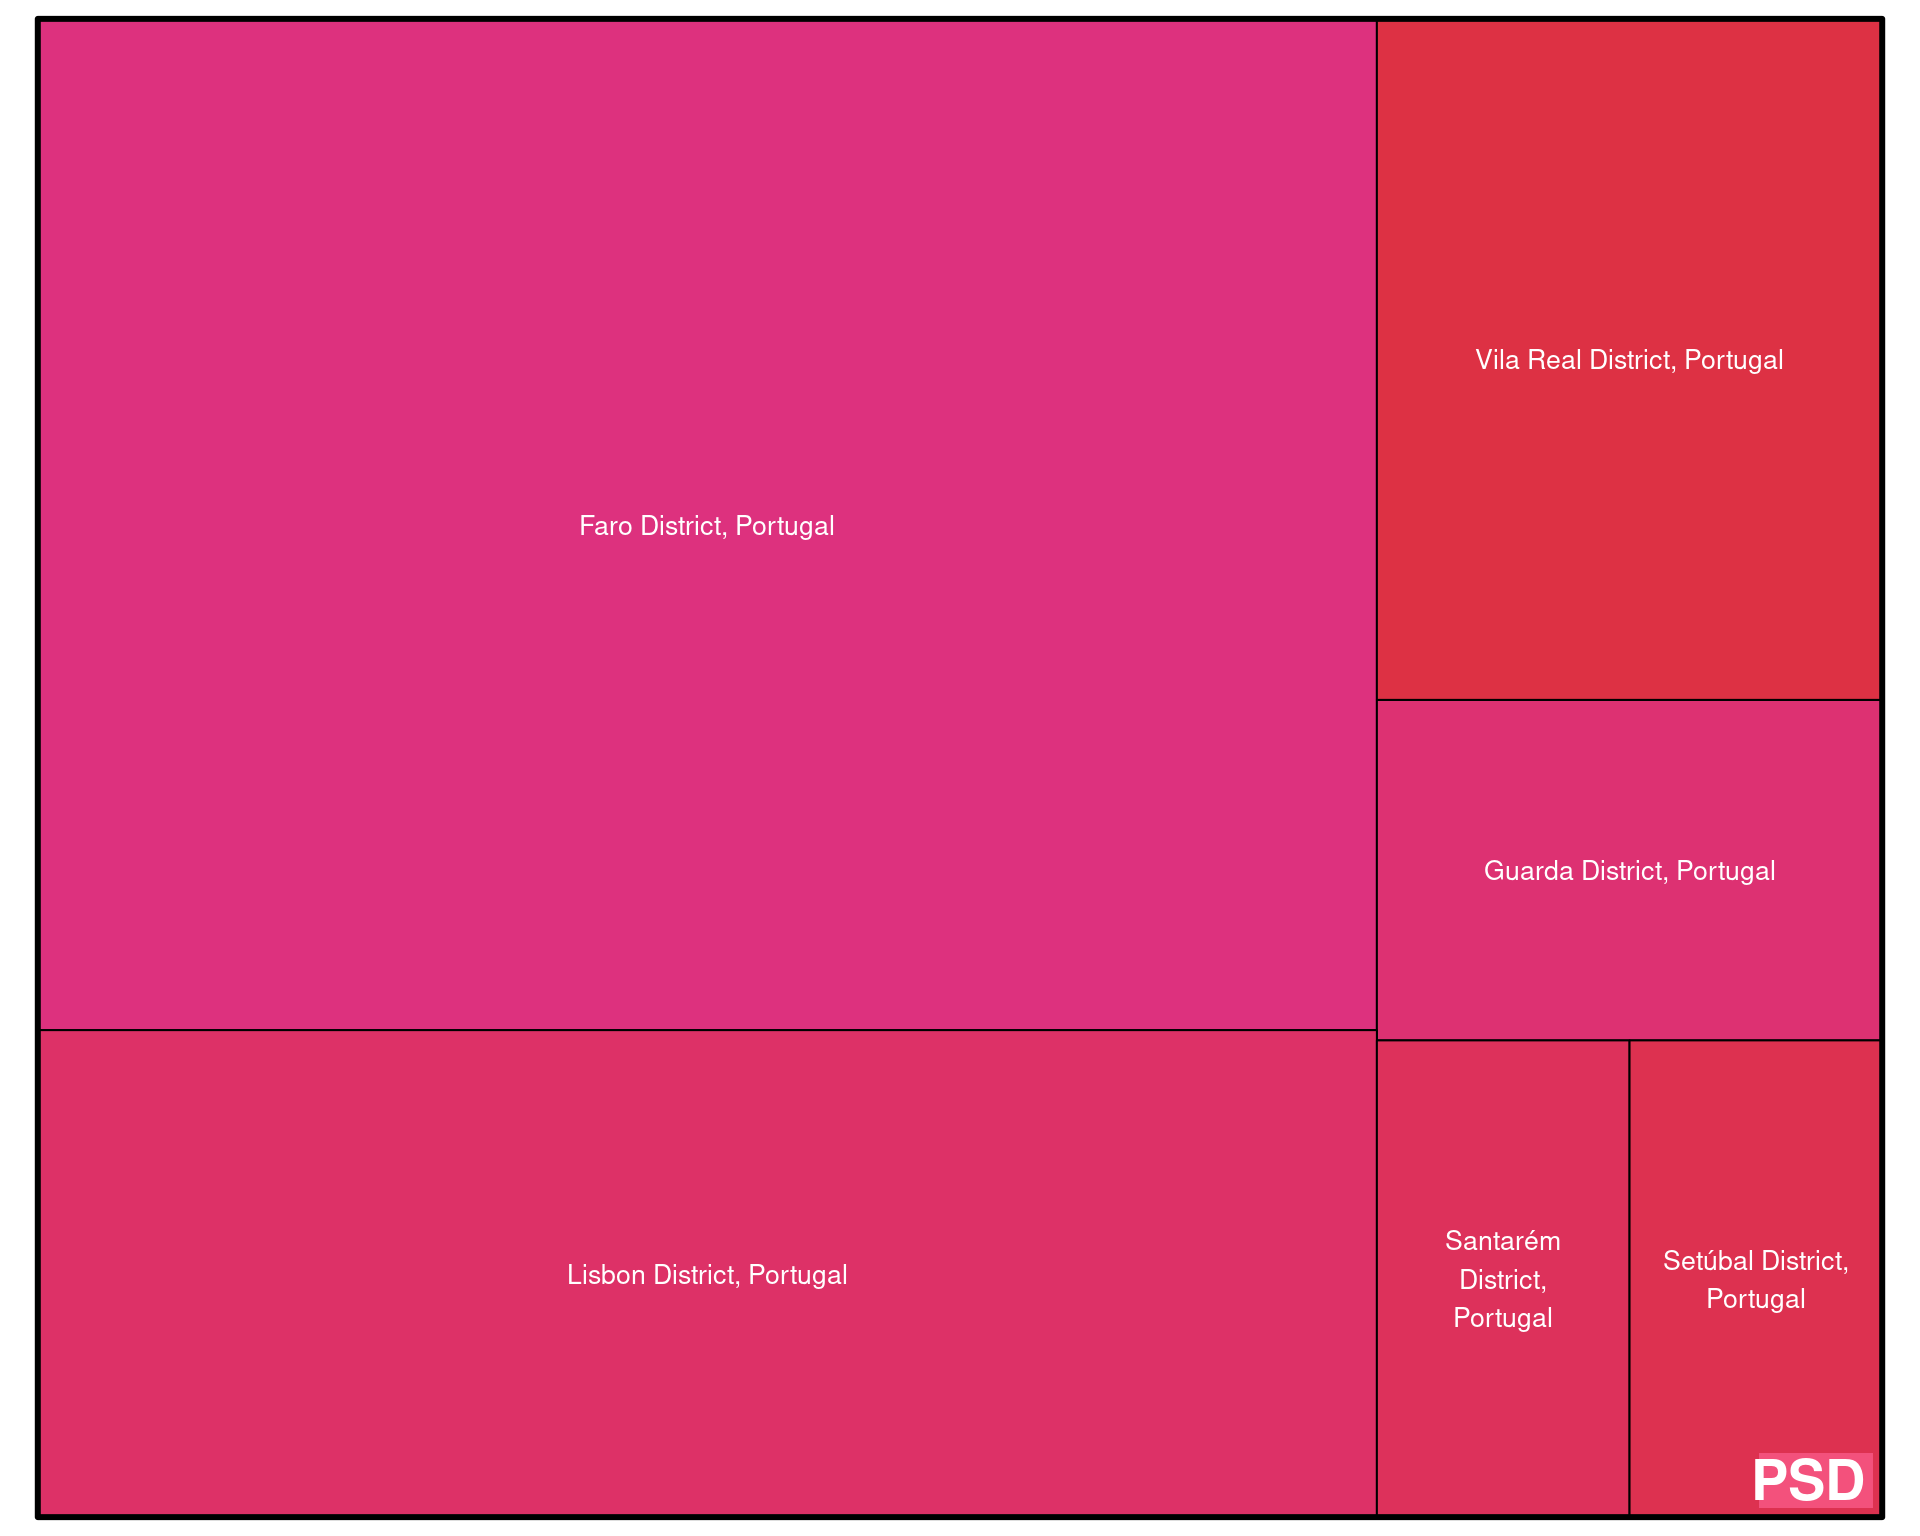 Faro District, Portugal
Vila Real District, Portugal
Guarda District, Portugal
Lisbon District, Portugal
Santarém
District,
Portugal
Setúbal District,
Portugal
PSD